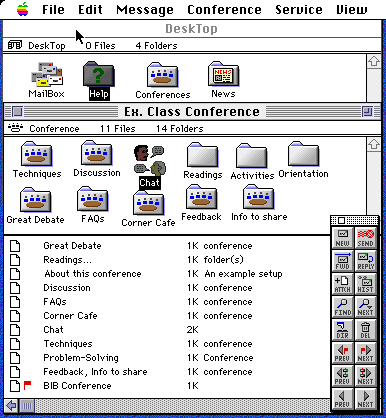 File Edit Message Conference Service View
DeskTop
DeskTop 0 Files 4 Folders
MailBox Help Conferences News
Ex. Class Conference
Conference 11 Files 14 Folders
Techniques Discussion Chat Readings Activities Orientation
Great Debate FAQs Corner Cafe Feedback Info to share
Great Debate 1K conference
Readings... 1K folder(s)
About this conference 1K An example setup
Discussion 1K conference
FAQs 1K conference
Corner Cafe 1K conference
Chat 2K
Techniques 1K conference
Problem-Solving 1K Conference
Feedback, Info to share 1K conference
BIB Conference 1K
NEW SEND
FWD REPLY
ATTCH HIST
FIND NEXT
DIR DEL
PREV NEXT
PREV NEXT
PREV NEXT